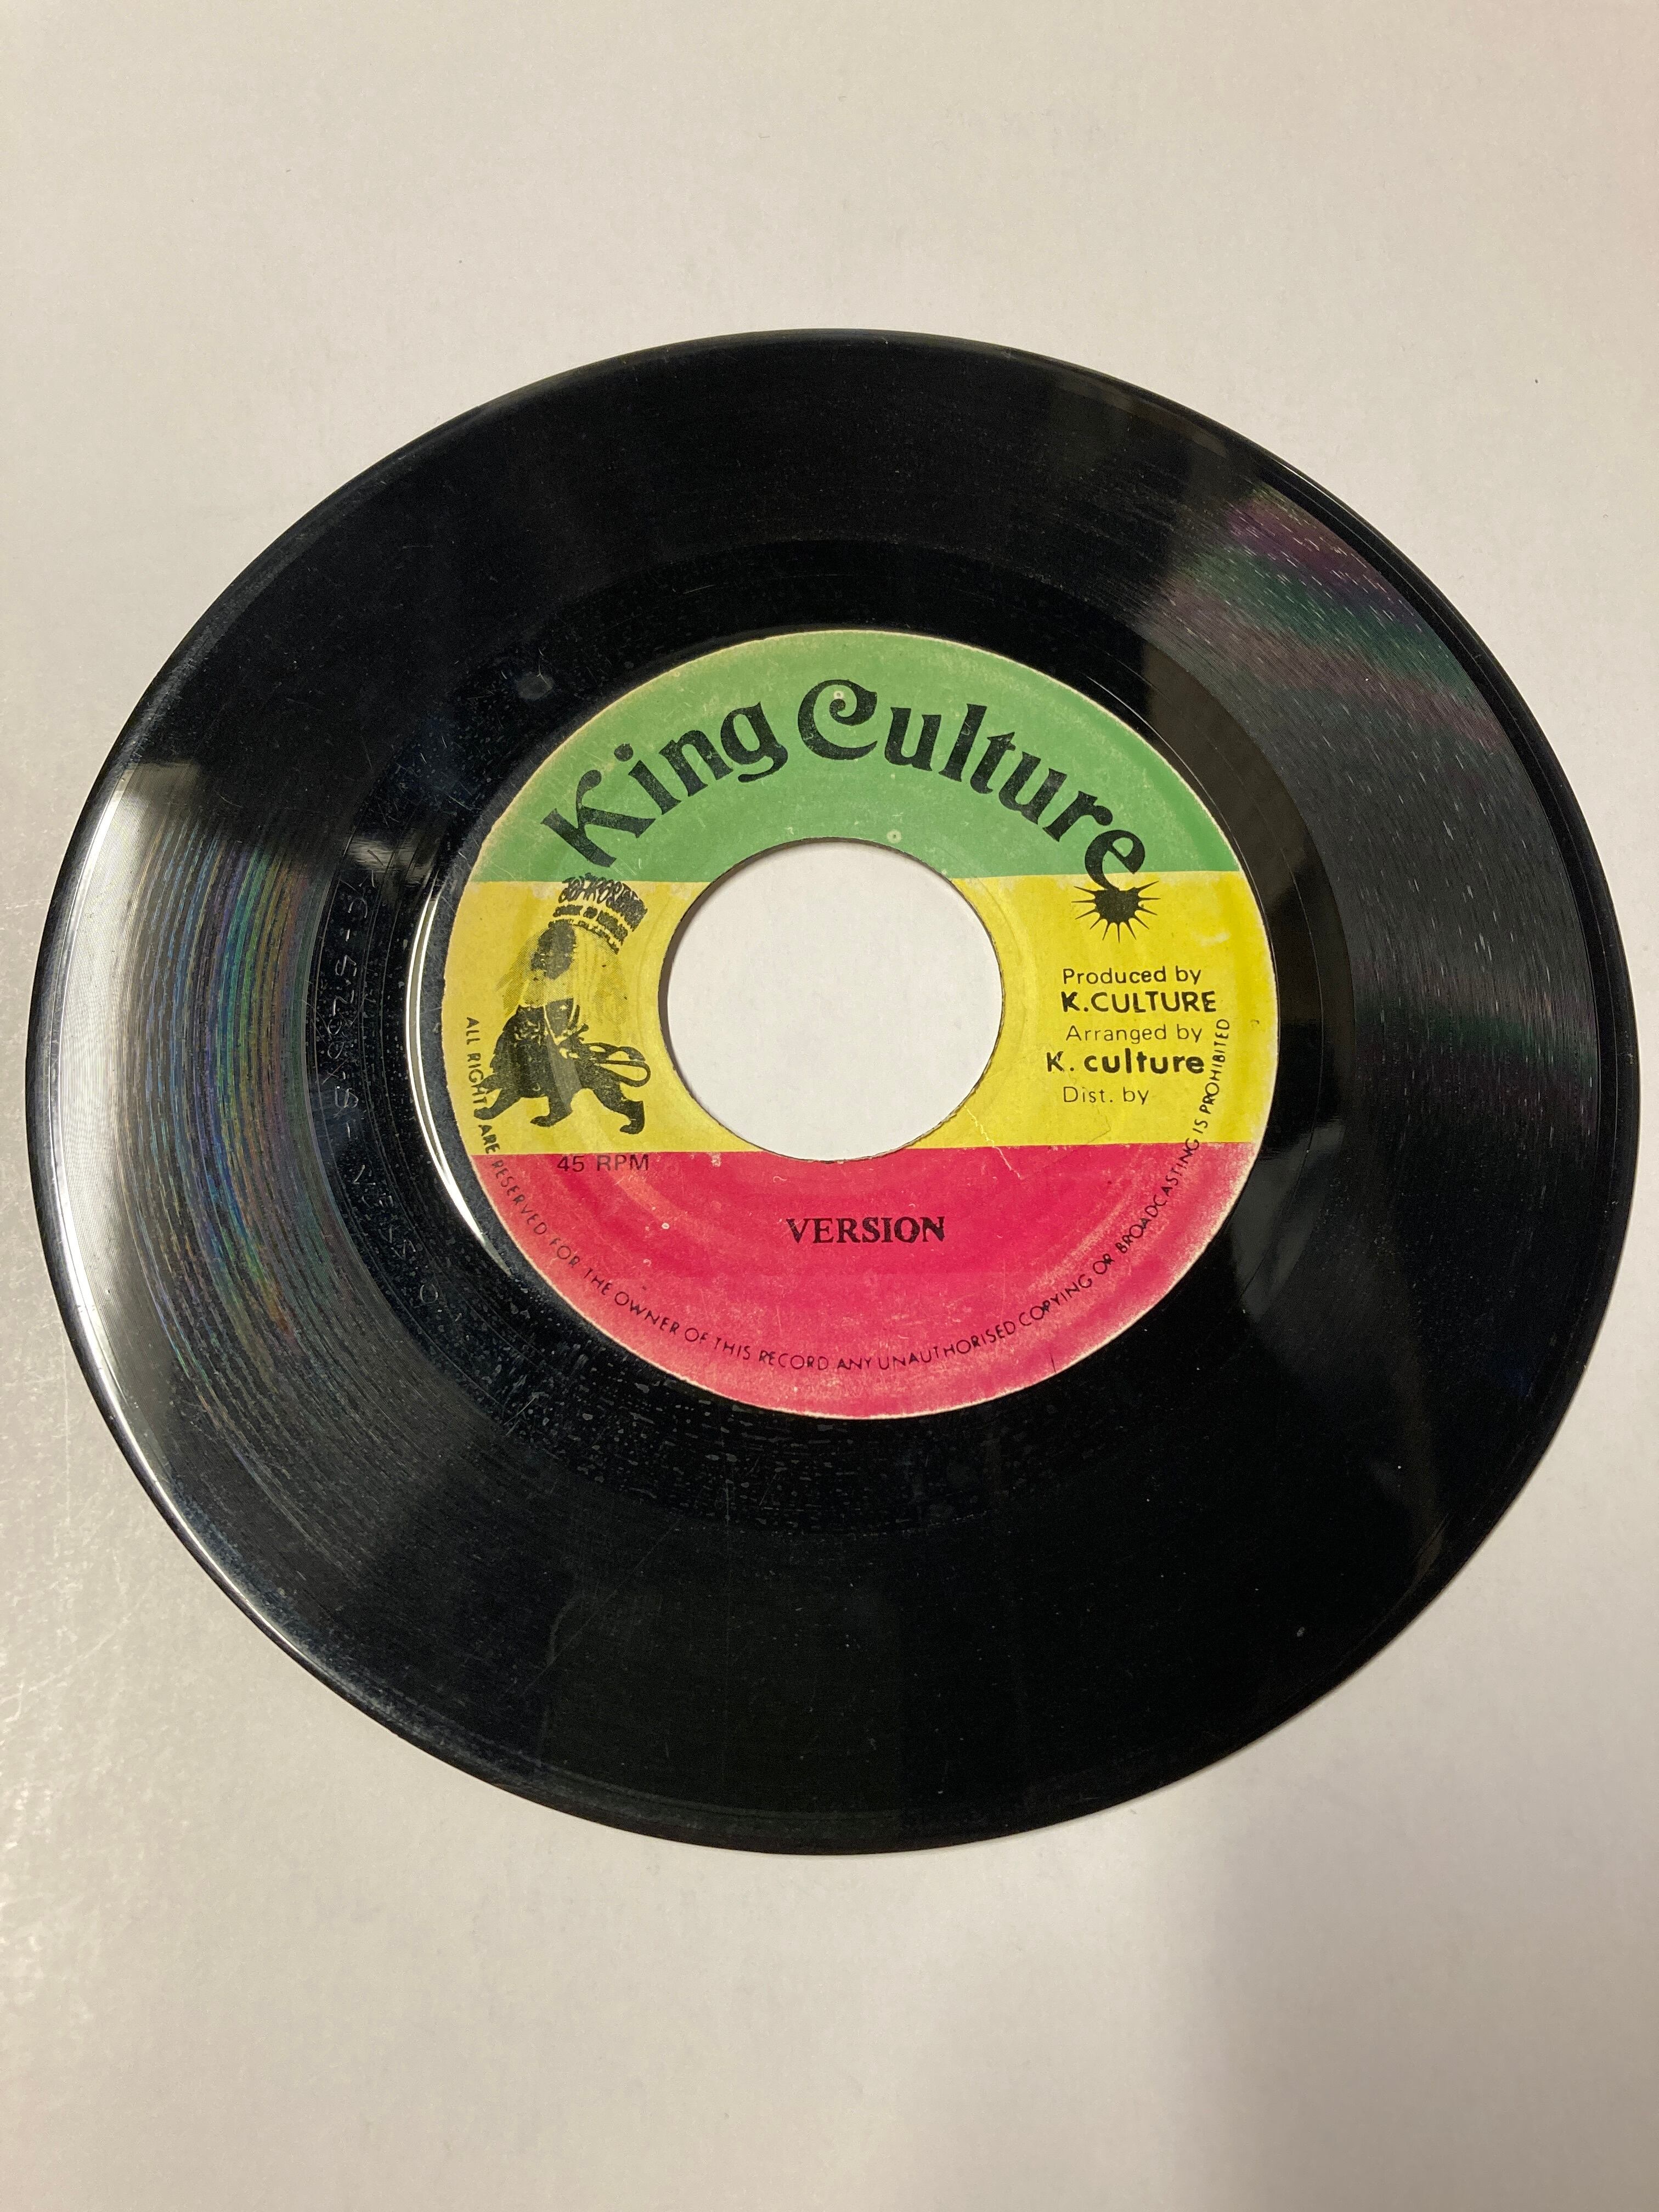 King Culture
Produced by
K.CULTURE
Arranged by
K. culture
Dist. by
45 RPM
VERSION
ALL RIGHT ARE RESERVED FOR THE OWNER OF THIS RECORD ANY UNAUTHORISED COPYING OR BROADCASTING IS PROHIBITED